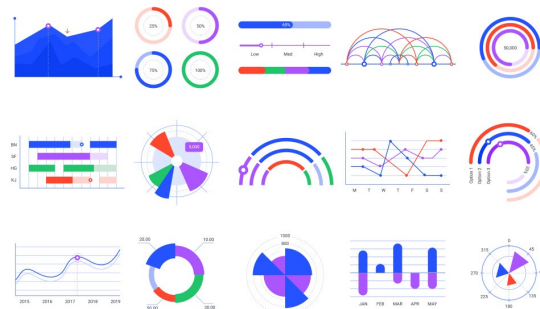 25%
50%
75%
100%
65%
Low Med High
50,000
BN
SF
HG
KJ
5,000
M T W T F S S
Option 1
Option 2
Option 3
2015 2016 2017 2018 2019
20.00
10.00
20.00
1000
800
JAN FEB MAR APR MAY
0
45
90
135
180
225
270
315